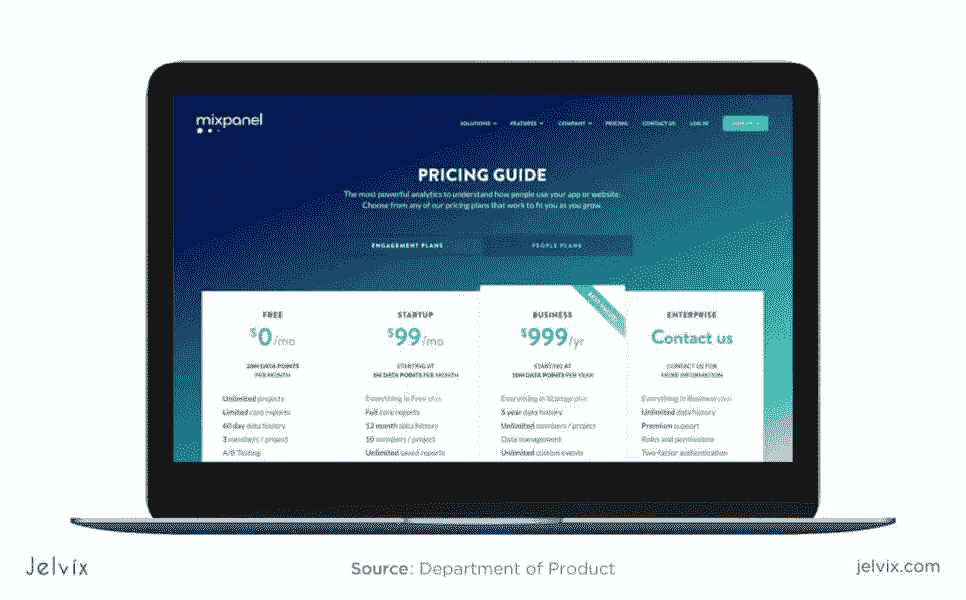 mixpanel
SOLUTIONS FEATURES COMPANY PRICING CONTACT US LOG IN
PRICING GUIDE
The most powerful analytics to understand how people use your app or website.
Choose from any of our pricing plans that work to fit you as you grow.
ENGAGEMENT PLANS PEOPLE PLANS
FREE
$0/mo
DATA POINTS
PER MONTH
Unlimited projects
Limited core reports
60 day data history
3 members / project
A/B Testing
STARTUP
$99/mo
STARTING AT
DATA POINTS PER MONTH
Everything in Free plus
Full core reports
12 month data history
10 members / project
Unlimited saved reports
BUSINESS
$999/yr
STARTING AT
DATA POINTS PER YEAR
Everything in Startup plus
5 year data history
Unlimited members / project
Data management
Unlimited custom events
ENTERPRISE
Contact us
CONTACT US FOR
MORE INFORMATION
Everything in Business plus
Unlimited data history
Premium support
Roles and permissions
Two-factor authentication
Jelvix
Source: Department of Product
jelvix.com